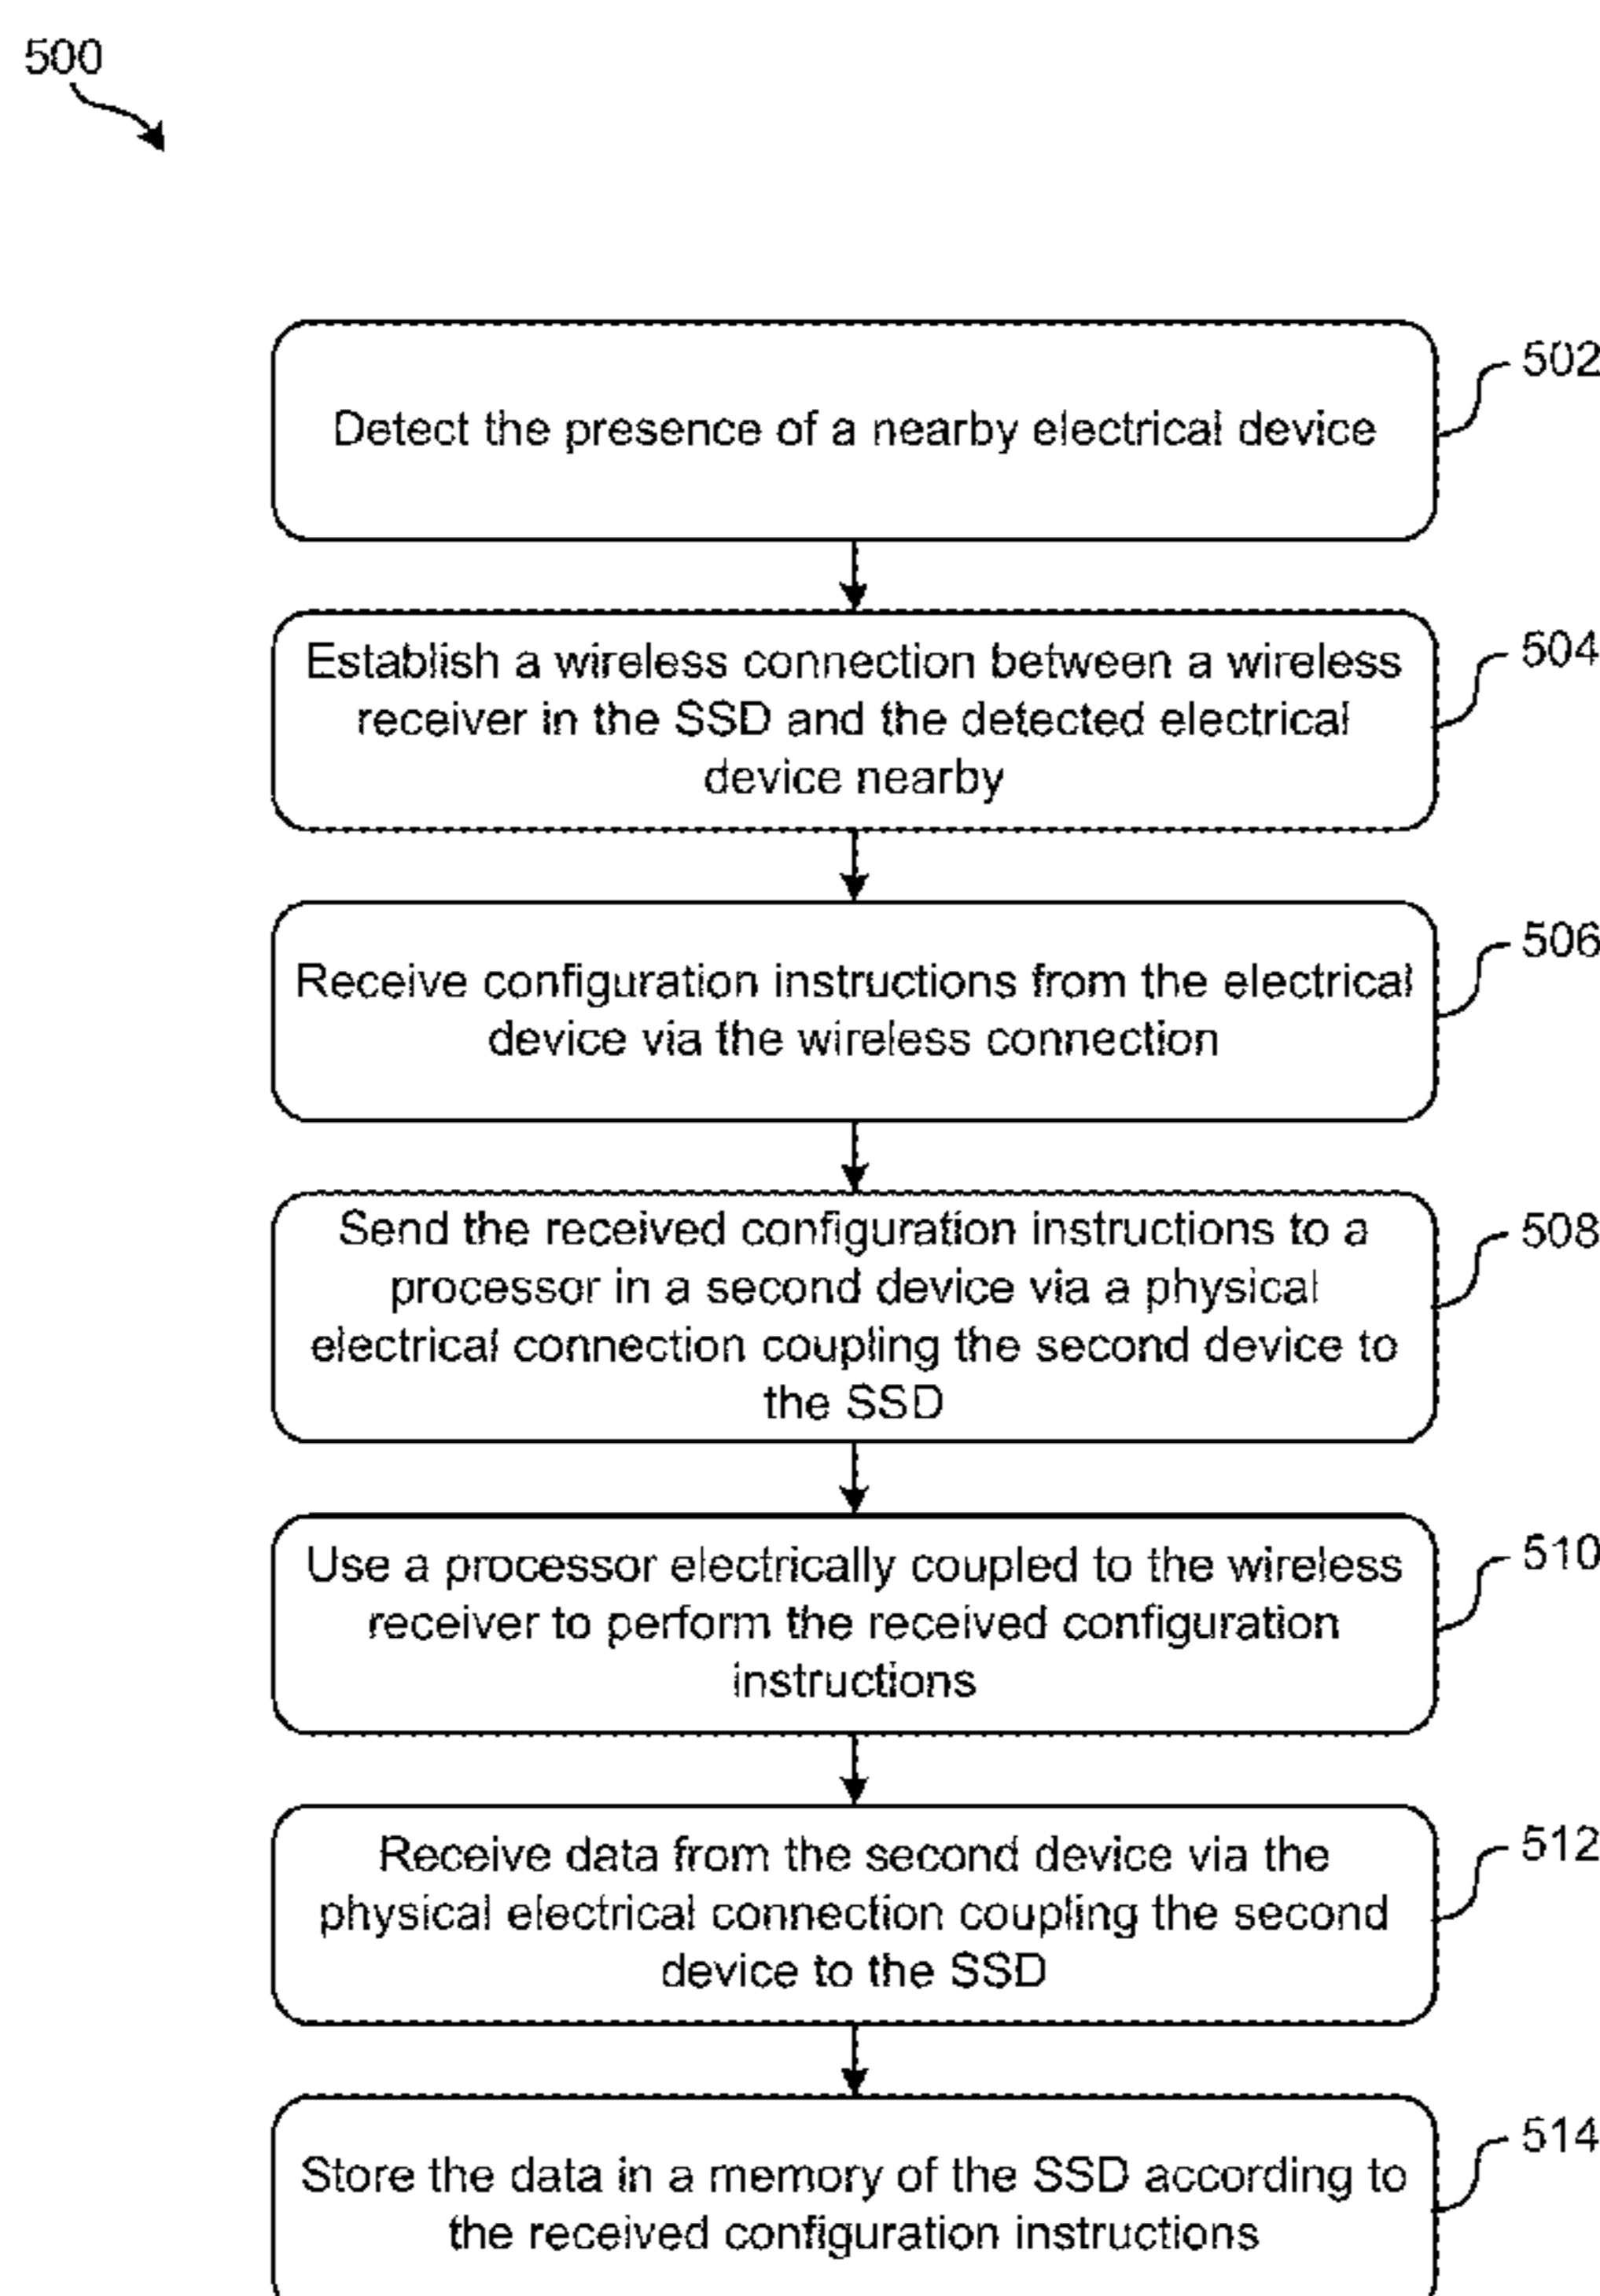 500
Detect the presence of a nearby electrical device
502
Establish a wireless connection between a wireless
receiver in the SSD and the detected electrical
device nearby
504
Receive configuration instructions from the electrical
device via the wireless connection
506
Send the received configuration instructions to a
processor in a second device via a physical
electrical connection coupling the second device to
the SSD
508
Use a processor electrically coupled to the wireless
receiver to perform the received configuration
instructions
510
Receive data from the second device via the
physical electrical connection coupling the second
device to the SSD
512
Store the data in a memory of the SSD according to
the received configuration instructions
514